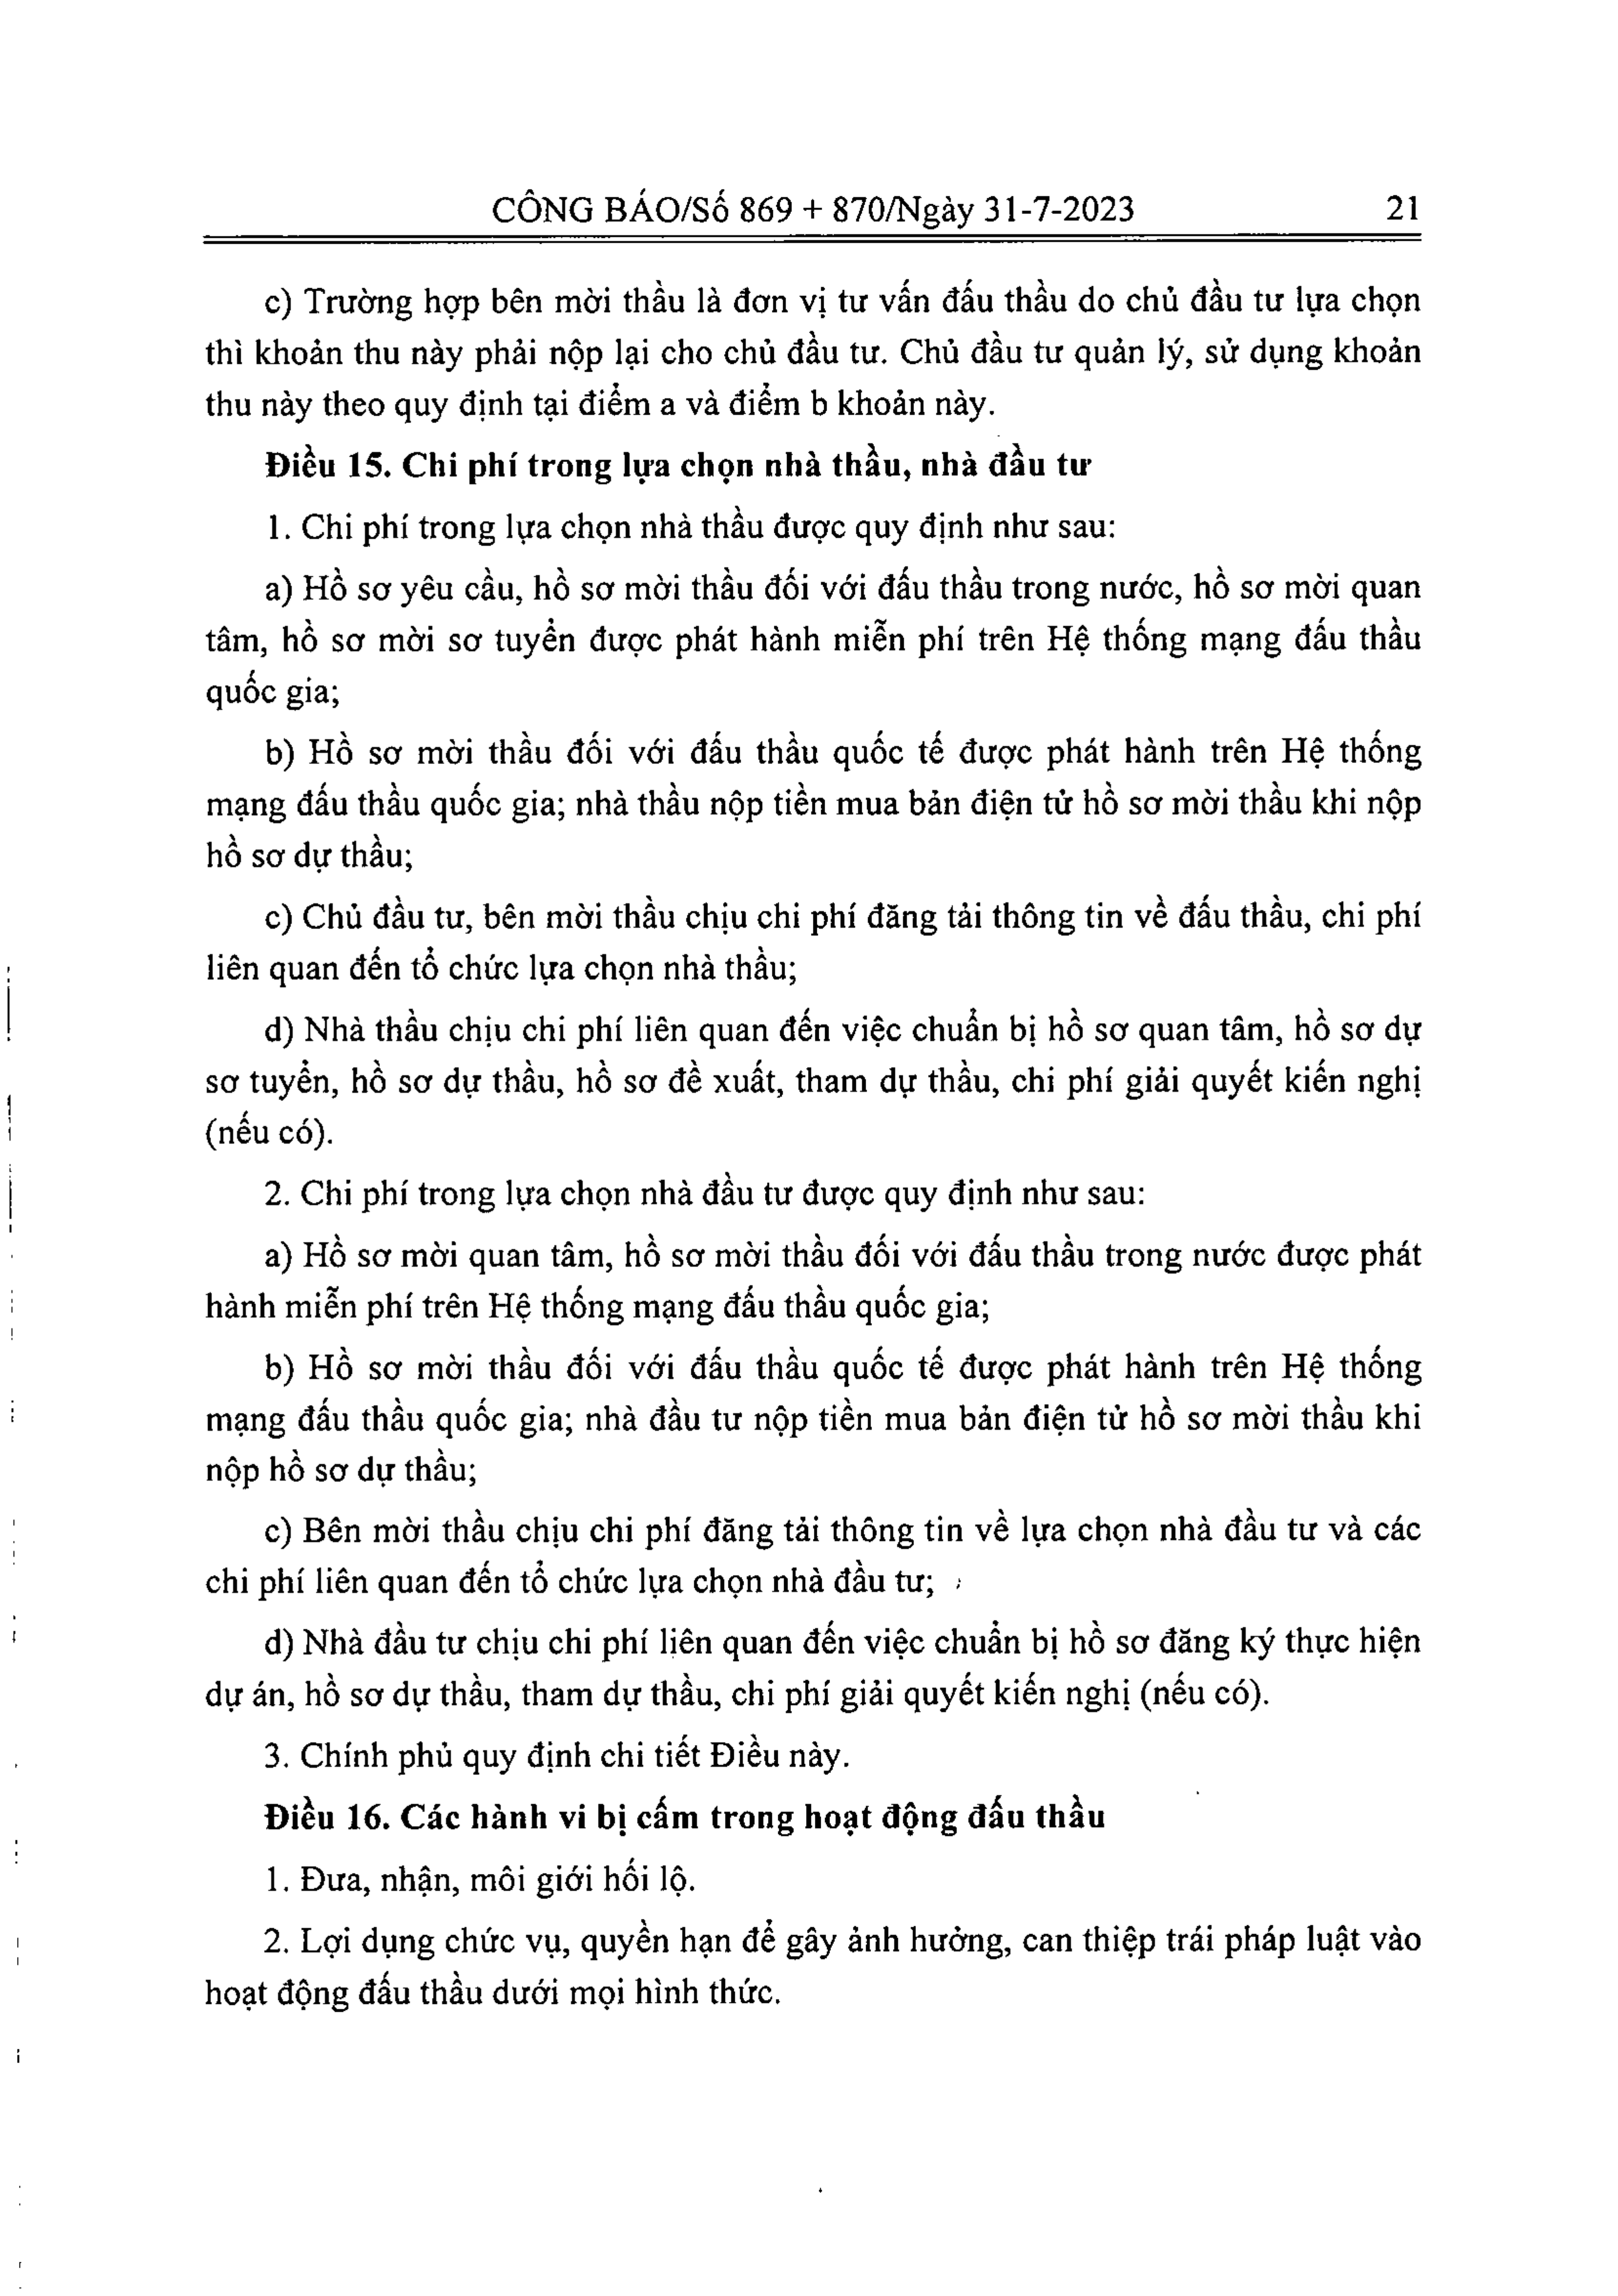 CÔNG BÁO/Số 869 + 870/Ngày 31-7-2023 21
c) Trường hợp bên mời thầu là đơn vị tư vấn đấu thầu do chủ đầu tư lựa chọn
thì khoản thu này phải nộp lại cho chủ đầu tư. Chủ đầu tư quản lý, sử dụng khoản
thu này theo quy định tại điểm a và điểm b khoản này.
Điều 15. Chi phí trong lựa chọn nhà thầu, nhà đầu tư
1. Chi phí trong lựa chọn nhà thầu được quy định như sau:
a) Hồ sơ yêu cầu, hồ sơ mời thầu đối với đấu thầu trong nước, hồ sơ mời quan
tâm, hồ sơ mời sơ tuyển được phát hành miễn phí trên Hệ thống mạng đấu thầu
quốc gia;
b) Hồ sơ mời thầu đối với đấu thầu quốc tế được phát hành trên Hệ thống
mạng đấu thầu quốc gia; nhà thầu nộp tiền mua bản điện tử hồ sơ mời thầu khi nộp
hồ sơ dự thầu;
c) Chủ đầu tư, bên mời thầu chịu chi phí đăng tải thông tin về đấu thầu, chi phí
liên quan đến tổ chức lựa chọn nhà thầu;
d) Nhà thầu chịu chi phí liên quan đến việc chuẩn bị hồ sơ quan tâm, hồ sơ dự
sơ tuyển, hồ sơ dự thầu, hồ sơ đề xuất, tham dự thầu, chi phí giải quyết kiến nghị
(nếu có).
2. Chi phí trong lựa chọn nhà đầu tư được quy định như sau:
a) Hồ sơ mời quan tâm, hồ sơ mời thầu đối với đấu thầu trong nước được phát
hành miễn phí trên Hệ thống mạng đấu thầu quốc gia;
b) Hồ sơ mời thầu đối với đấu thầu quốc tế được phát hành trên Hệ thống
mạng đấu thầu quốc gia; nhà đầu tư nộp tiền mua bản điện tử hồ sơ mời thầu khi
nộp hồ sơ dự thầu;
c) Bên mời thầu chịu chi phí đăng tải thông tin về lựa chọn nhà đầu tư và các
chi phí liên quan đến tổ chức lựa chọn nhà đầu tư;
d) Nhà đầu tư chịu chi phí liên quan đến việc chuẩn bị hồ sơ đăng ký thực hiện
dự án, hồ sơ dự thầu, tham dự thầu, chi phí giải quyết kiến nghị (nếu có).
3. Chính phủ quy định chi tiết Điều này.
Điều 16. Các hành vi bị cấm trong hoạt động đấu thầu
1. Đưa, nhận, môi giới hối lộ.
2. Lợi dụng chức vụ, quyền hạn để gây ảnh hưởng, can thiệp trái pháp luật vào
hoạt động đấu thầu dưới mọi hình thức.